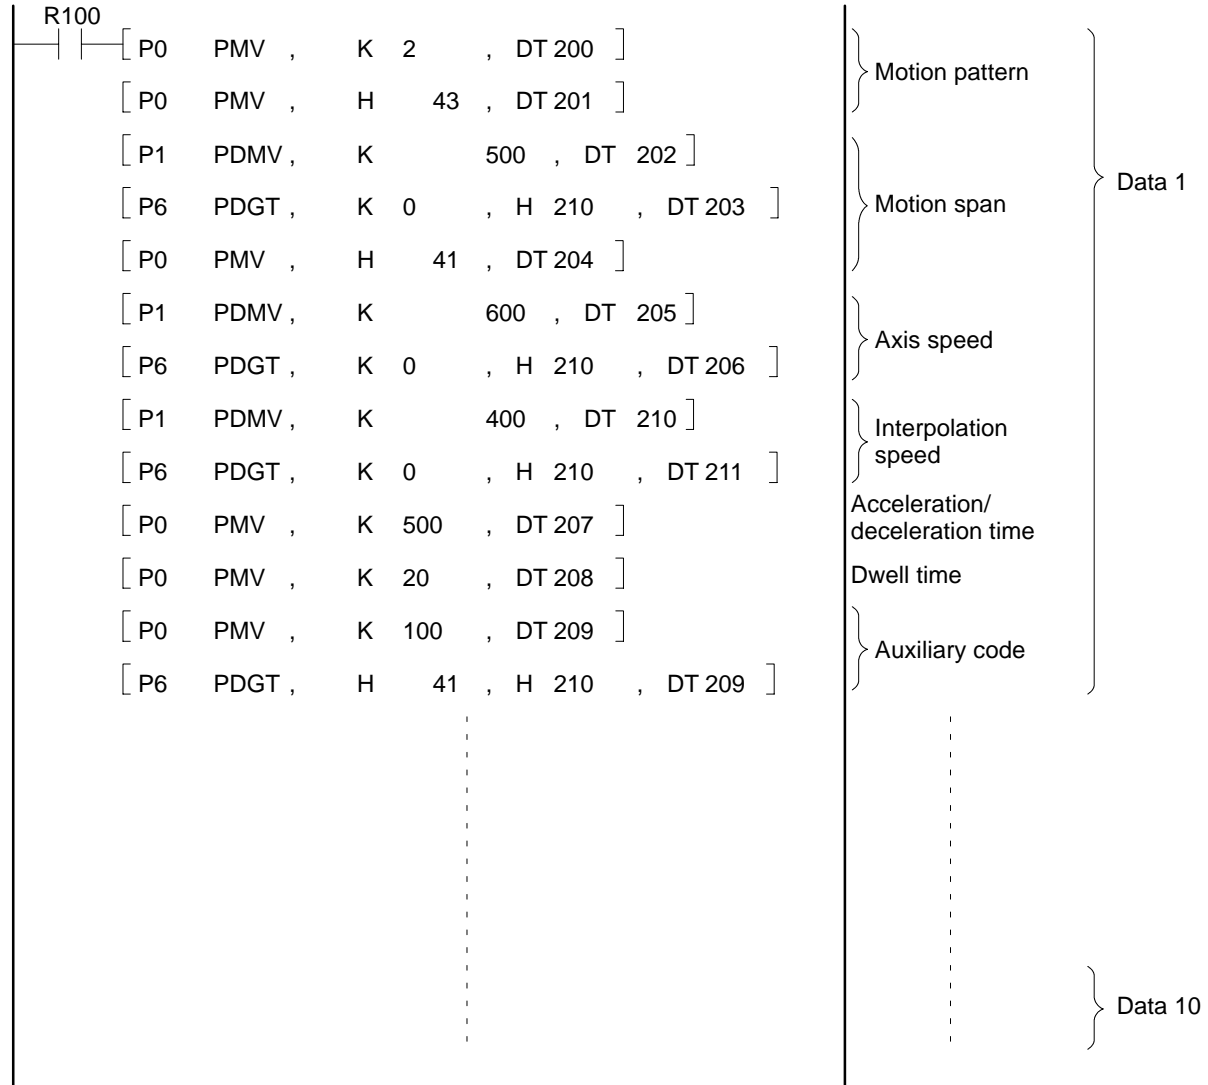 R100
P0 PMV , K 2 , DT 200
Motion pattern
P0 PMV , H 43 , DT 201
P1 PDMV , K 500 , DT 202
Data 1
P6 PDGT , K 0 , H 210 , DT 203
Motion span
P0 PMV , H 41 , DT 204
P1 PDMV , K 600 , DT 205
Axis speed
P6 PDGT , K 0 , H 210 , DT 206
P1 PDMV , K 400 , DT 210
Interpolation
speed
P6 PDGT , K 0 , H 210 , DT 211
Acceleration/
deceleration time
P0 PMV , K 500 , DT 207
P0 PMV , K 20 , DT 208
Dwell time
P0 PMV , K 100 , DT 209
Auxiliary code
P6 PDGT , H 41 , H 210 , DT 209
Data 10